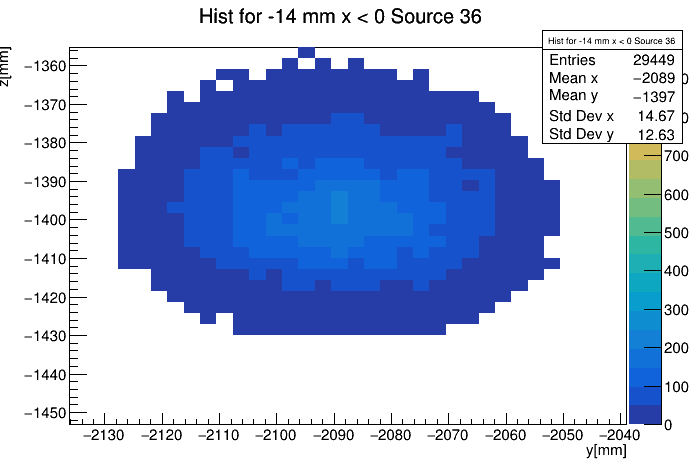 Hist for -14 mm x < 0 Source 36
z[mm]
Hist for -14 mm x < 0 Source 36
Entries 29449
Mean x −2089
Mean y −1397
Std Dev x 14.67
Std Dev y 12.63
−1360
−1370
−1380
−1390
−1400
−1410
−1420
−1430
−1440
−1450
−2130 −2120 −2110 −2100 −2090 −2080 −2070 −2060 −2050 −2040
y[mm]
700
600
500
400
300
200
100
0